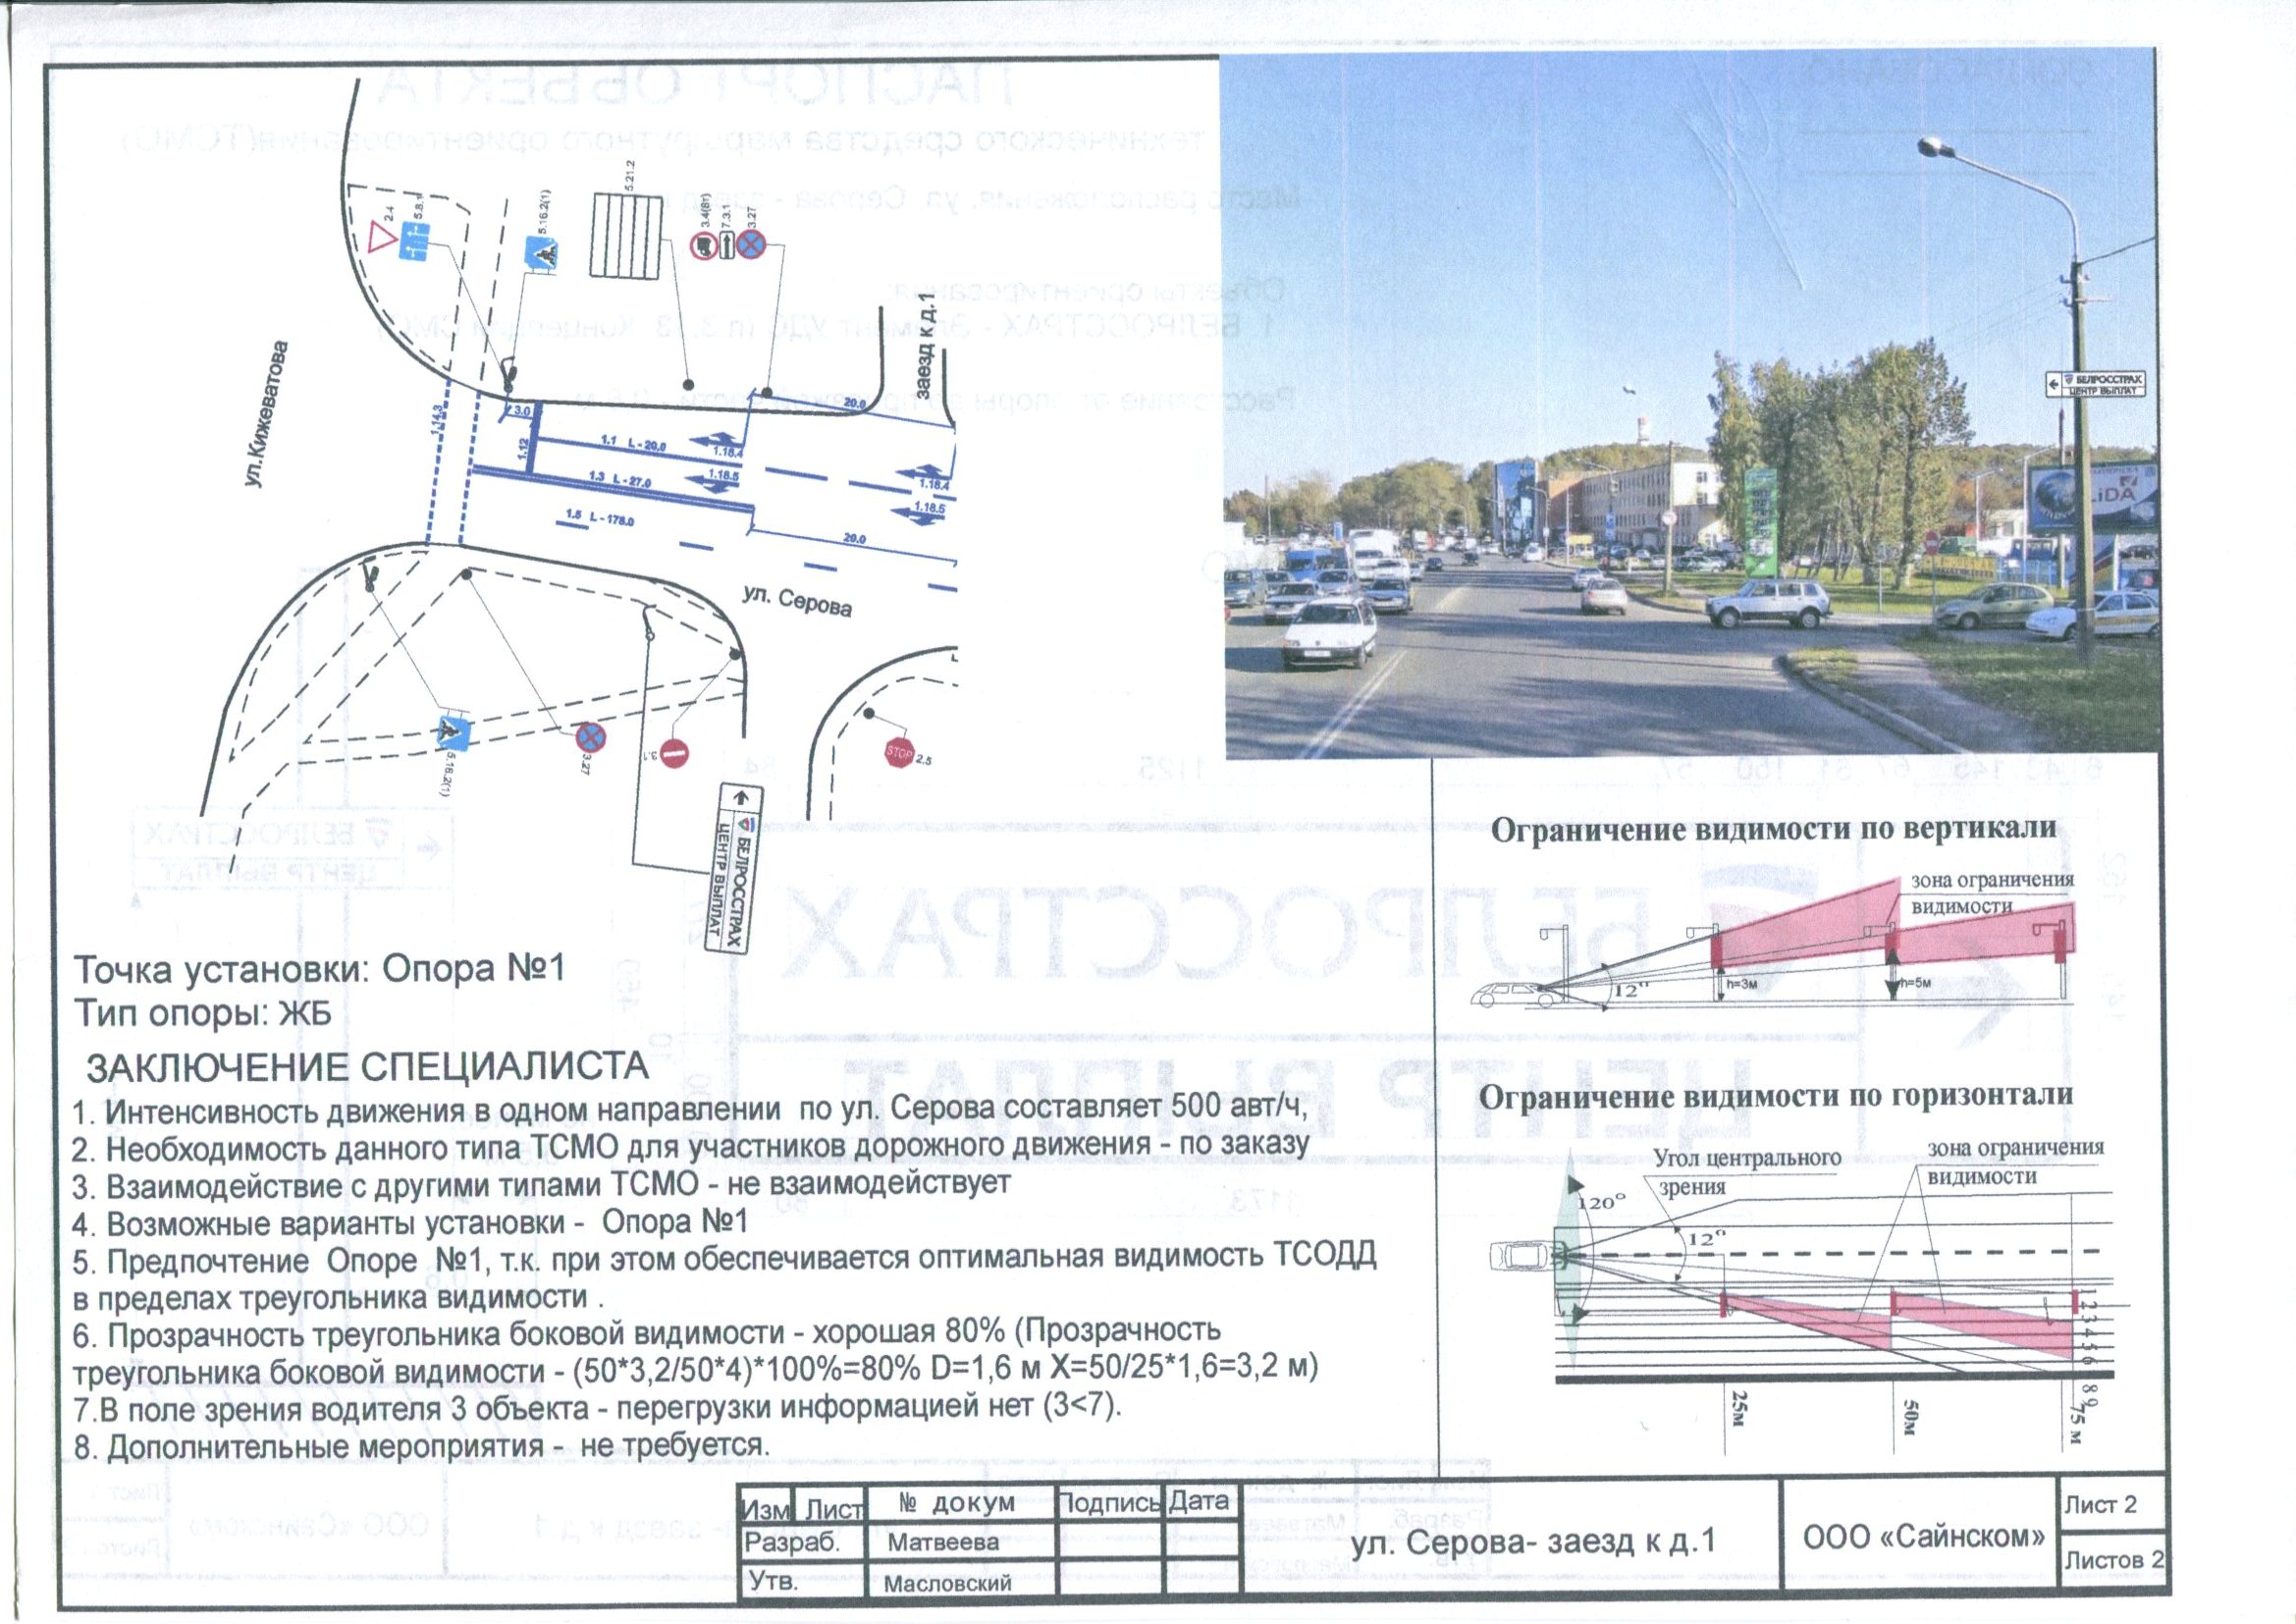 ул.Кижеватова
2.4
5.8.1
5.16.2(1)
5.21.2
3.4(8т)
7.3.1
3.27
заезд к д.1
1.14.3
3.0
1.12
1.1 L-20.0
1.18.4
20.0
1.3 L-27.0
1.18.5
1.18.4
1.18.5
1.5 L-178.0
20.0
ул. Серова
5.16.2(1)
3.27
3.1
STOP
2.5
БЕЛРОССТРАХ
ЦЕНТР ВЫПЛАТ
БЕЛРОССТРАХ
ЦЕНТР ВЫПЛАТ
LiDA
Точка установки: Опора №1
Тип опоры: ЖБ
ЗАКЛЮЧЕНИЕ СПЕЦИАЛИСТА
1. Интенсивность движения в одном направлении по ул. Серова составляет 500 авт/ч,
2. Необходимость данного типа ТСМО для участников дорожного движения - по заказу
3. Взаимодействие с другими типами ТСМО - не взаимодействует
4. Возможные варианты установки - Опора №1
5. Предпочтение Опоре №1, т.к. при этом обеспечивается оптимальная видимость ТСОДД
в пределах треугольника видимости .
6. Прозрачность треугольника боковой видимости - хорошая 80% (Прозрачность
треугольника боковой видимости - (50*3,2/50*4)*100%=80% D=1,6 м X=50/25*1,6=3,2 м)
7.В поле зрения водителя 3 объекта - перегрузки информацией нет (3<7).
8. Дополнительные мероприятия - не требуется.
Ограничение видимости по вертикали
зона ограничения
видимости
12°
h=3м
h=5м
Ограничение видимости по горизонтали
Угол центрального
зрения
зона ограничения
видимости
120°
12°
1
2
3
4
5
6
8
9
25м
50м
75 м
Изм Лист № докум Подпись Дата
Разраб. Матвеева
Утв. Масловский
ул. Серова- заезд к д.1
ООО «Сайнском»
Лист 2
Листов 2